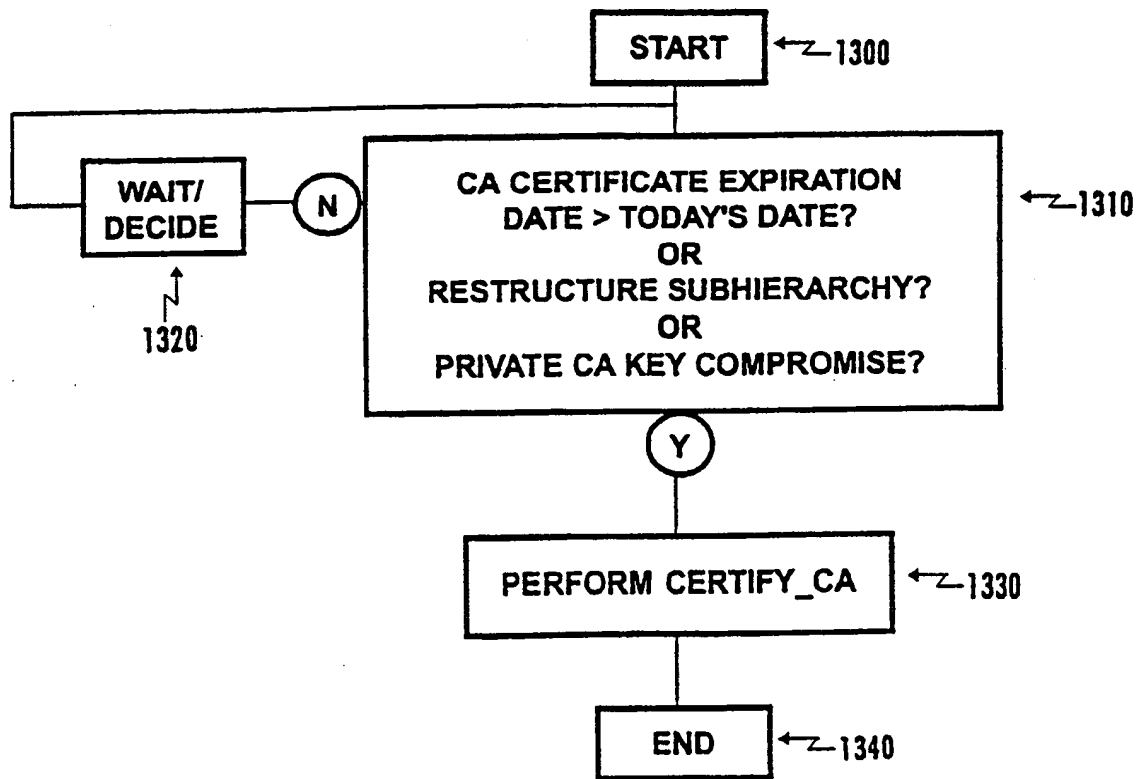 START
1300
WAIT/
DECIDE
N
CA CERTIFICATE EXPIRATION
DATE > TODAY'S DATE?
OR
RESTRUCTURE SUBHIERARCHY?
OR
PRIVATE CA KEY COMPROMISE?
1310
1320
Y
PERFORM CERTIFY_CA
1330
END
1340